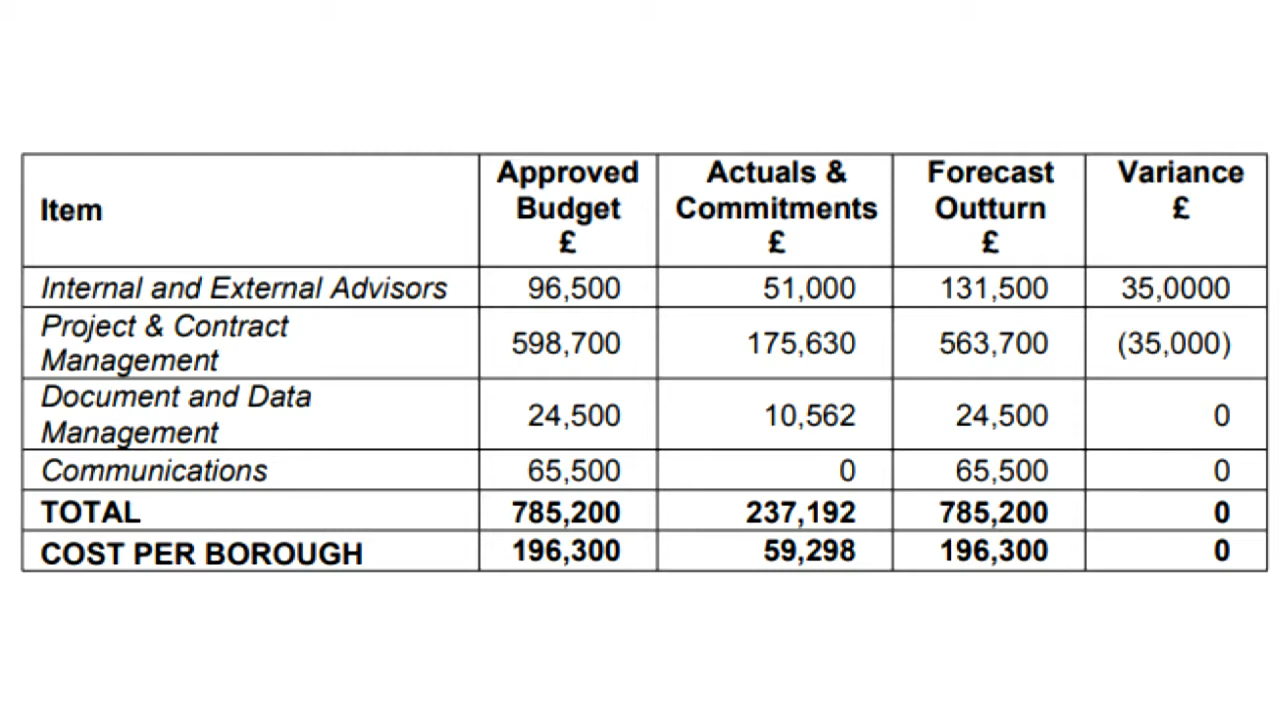 Item Approved Budget £ Actuals & Commitments £ Forecast Outturn £ Variance £
Internal and External Advisors 96,500 51,000 131,500 35,0000
Project & Contract Management 598,700 175,630 563,700 (35,000)
Document and Data Management 24,500 10,562 24,500 0
Communications 65,500 0 65,500 0
TOTAL 785,200 237,192 785,200 0
COST PER BOROUGH 196,300 59,298 196,300 0